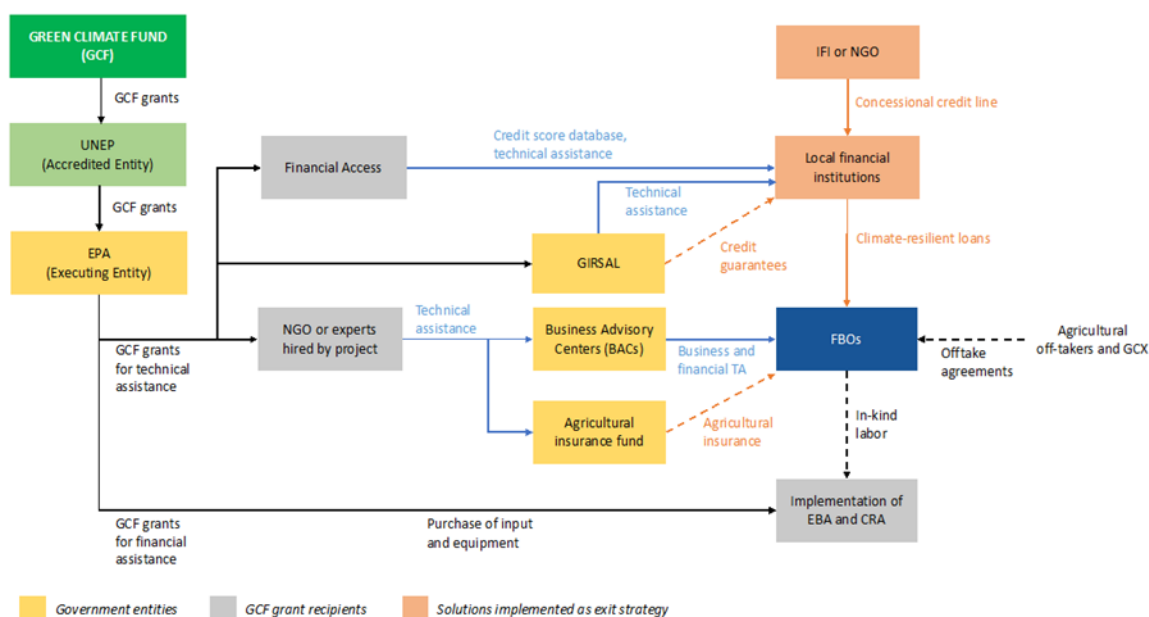 GREEN CLIMATE FUND
(GCF)
IFI or NGO
GCF grants
Concessional credit line
UNEP
(Accredited Entity)
Credit score database,
technical assistance
Financial Access
Local financial
institutions
Technical
assistance
GCF grants
EPA
(Executing Entity)
GIRSAL
Credit
guarantees
Climate-resilient loans
Technical
assistance
NGO or experts
hired by project
Business Advisory
Centers (BACs)
Business and
financial TA
FBOs
Offtake
agreements
Agricultural
off-takers and GCX
GCF grants
for technical
assistance
Agricultural
insurance fund
Agricultural
insurance
In-kind
labor
Implementation of
EBA and CRA
GCF grants
for financial
assistance
Purchase of input
and equipment
Government entities
GCF grant recipients
Solutions implemented as exit strategy